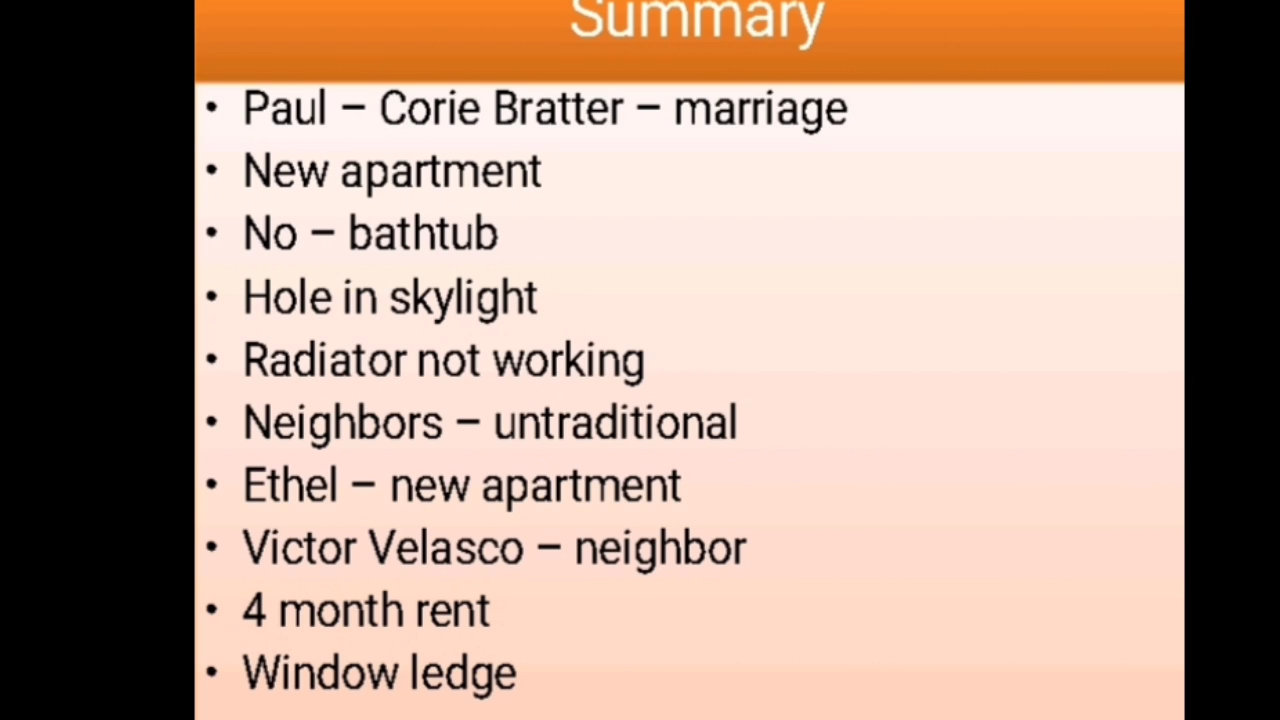 Summary
• Paul – Corie Bratter – marriage
• New apartment
• No – bathtub
• Hole in skylight
• Radiator not working
• Neighbors – untraditional
• Ethel – new apartment
• Victor Velasco – neighbor
• 4 month rent
• Window ledge